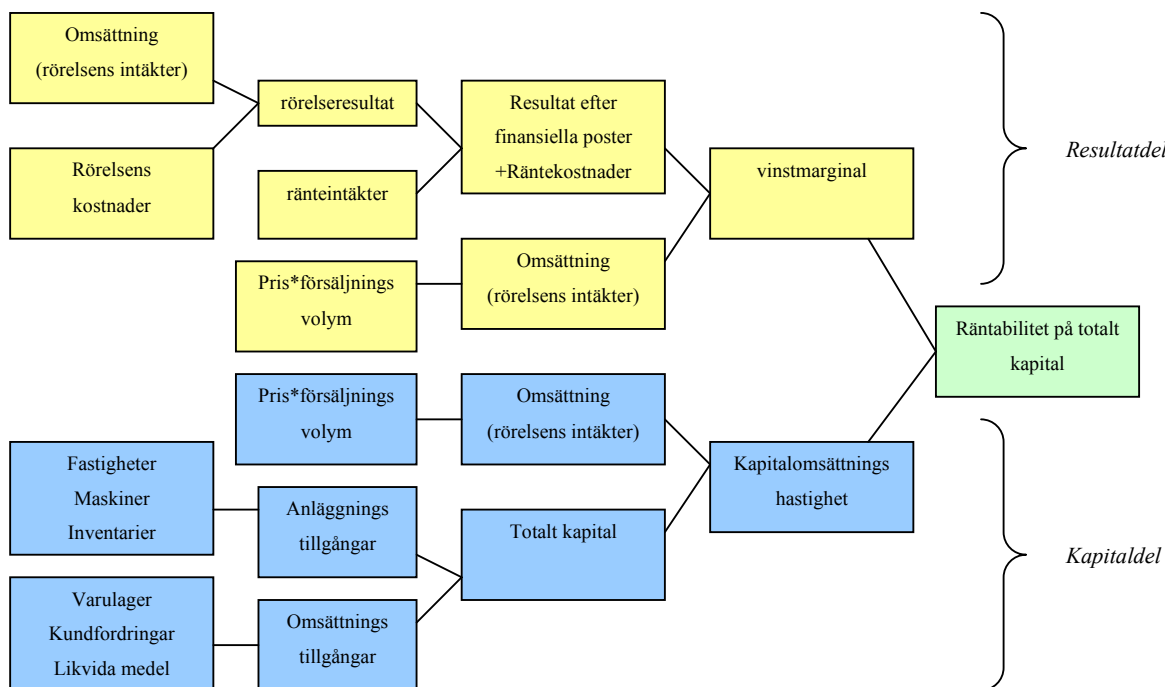 Omsättning
(rörelsens intäkter)
Rörelsens
kostnader
rörelseresultat
ränteintäkter
Resultat efter
finansiella poster
+Räntekostnader
Pris*försäljnings
volym
Omsättning
(rörelsens intäkter)
vinstmarginal
Resultatdel
Räntabilitet på totalt
kapital
Pris*försäljnings
volym
Omsättning
(rörelsens intäkter)
Fastigheter
Maskiner
Inventarier
Anläggnings
tillgångar
Varulager
Kundfordringar
Likvida medel
Omsättnings
tillgångar
Totalt kapital
Kapitalomsättnings
hastighet
Kapitaldel